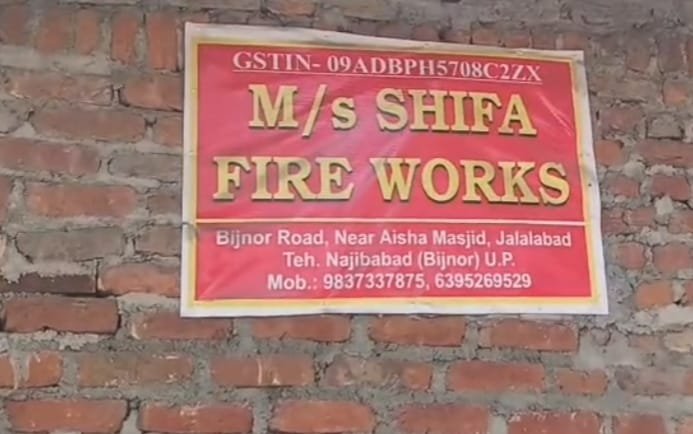 GSTIN- 09ADBPH5708C2ZX
M/s SHIFA
FIRE WORKS
Bijnor Road, Near Aisha Masjid, Jalalabad
Teh. Najibabad (Bijnor) U.P.
Mob.: 9837337875, 6395269529